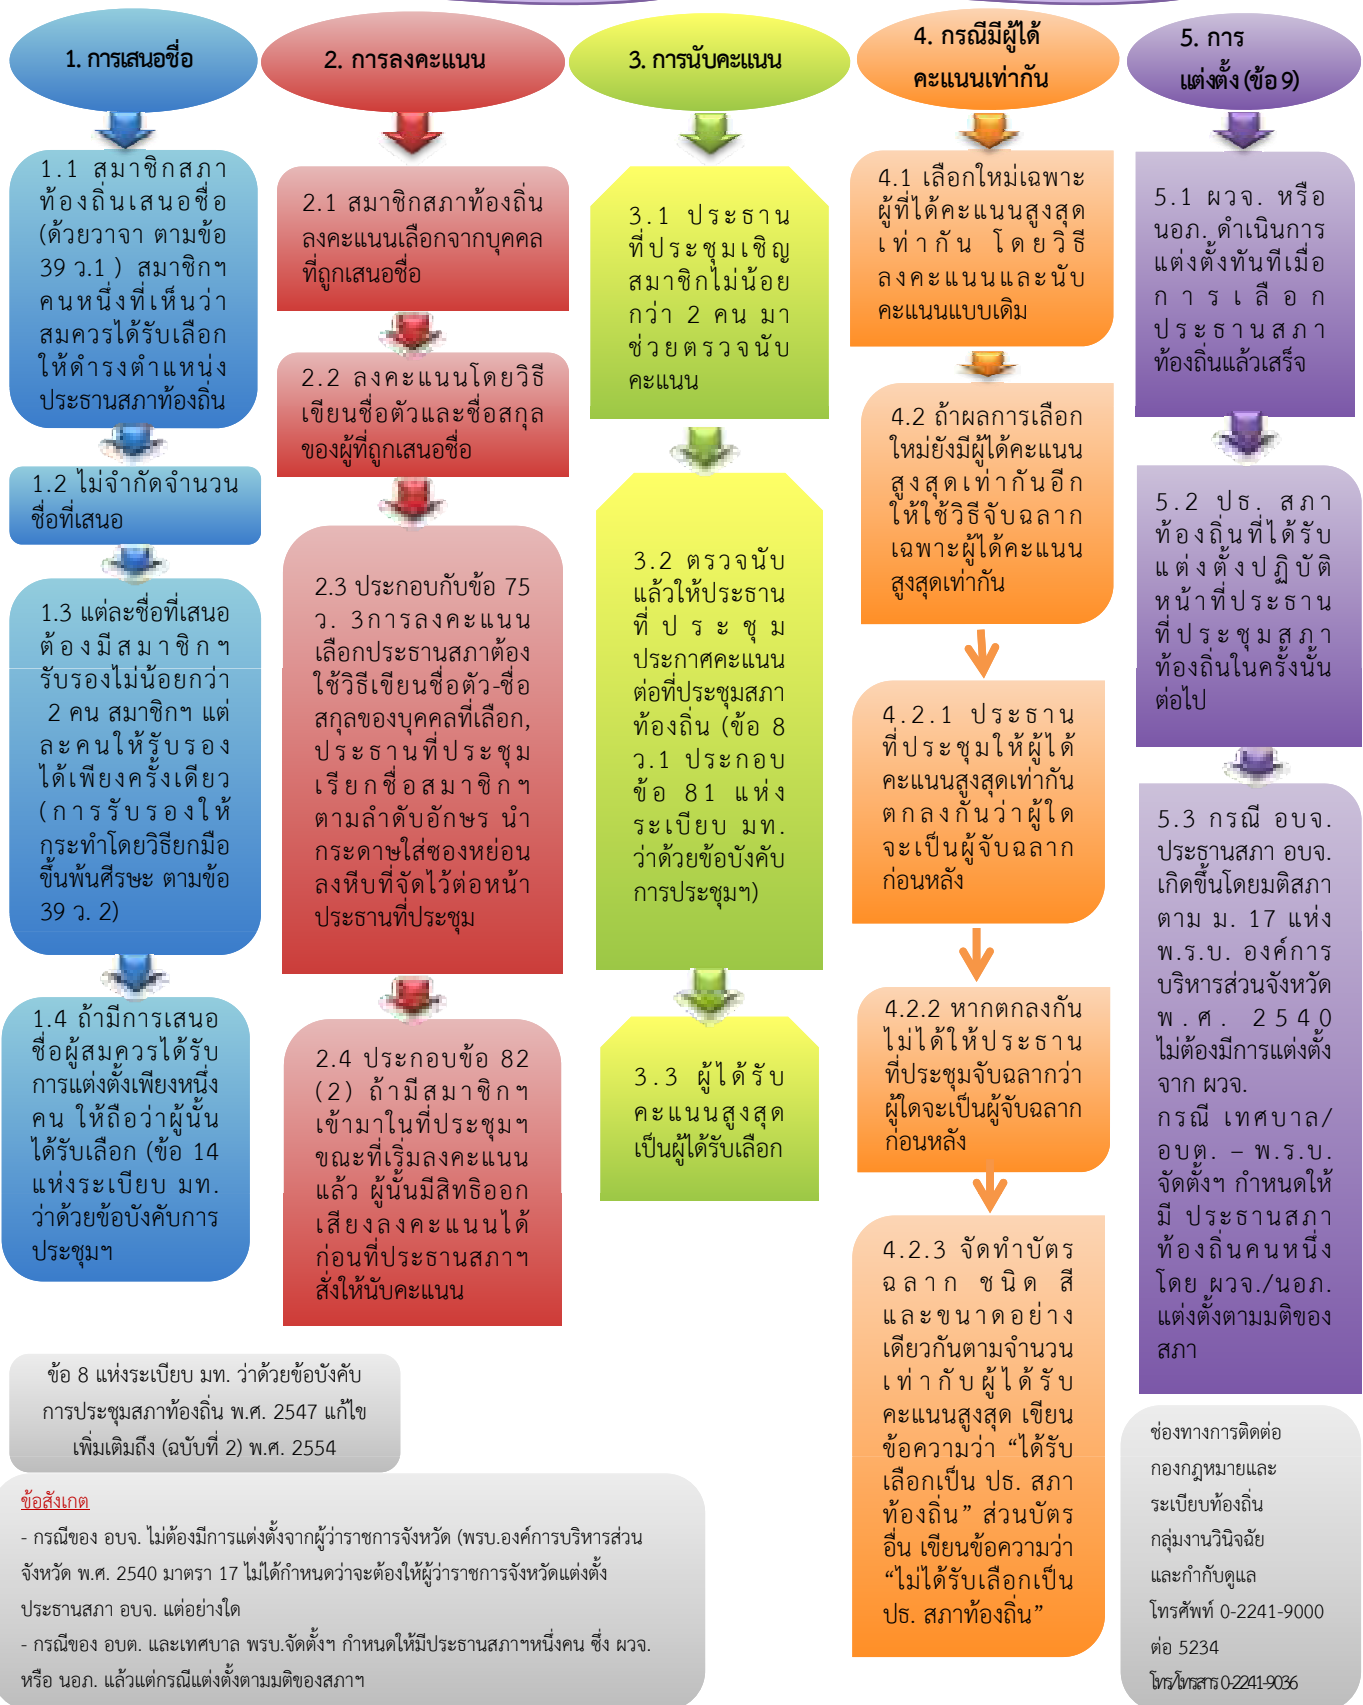 1. การเสนอชื่อ
1.1 สมาชิกสภา
ท้องถิ่นเสนอชื่อ
(ด้วยวาจา ตามข้อ
39 ว.1 ) สมาชิกฯ
คนหนึ่งที่เห็นว่า
สมควรได้รับเลือก
ให้ดำรงตำแหน่ง
ประธานสภาท้องถิ่น
1.2 ไม่จำกัดจำนวน
ชื่อที่เสนอ
1.3 แต่ละชื่อที่เสนอ
ต้องมีสมาชิกฯ
รับรองไม่น้อยกว่า
2 คน สมาชิกฯ แต่
ละคนให้รับรอง
ได้เพียงครั้งเดียว
(การรับรองให้
กระทำโดยวิธียกมือ
ขึ้นพ้นศีรษะ ตามข้อ
39 ว. 2)
1.4 ถ้ามีการเสนอ
ชื่อผู้สมควรได้รับ
การแต่งตั้งเพียงหนึ่ง
คน ให้ถือว่าผู้นั้น
ได้รับเลือก (ข้อ 14
แห่งระเบียบ มท.
ว่าด้วยข้อบังคับการ
ประชุมฯ
2. การลงคะแนน
2.1 สมาชิกสภาท้องถิ่น
ลงคะแนนเลือกจากบุคคล
ที่ถูกเสนอชื่อ
2.2 ลงคะแนนโดยวิธี
เขียนชื่อตัวและชื่อสกุล
ของผู้ที่ถูกเสนอชื่อ
2.3 ประกอบกับข้อ 75
ว. 3การลงคะแนน
เลือกประธานสภาต้อง
ใช้วิธีเขียนชื่อตัว-ชื่อ
สกุลของบุคคลที่เลือก,
ประธานที่ประชุม
เรียกชื่อสมาชิกฯ
ตามลำดับอักษร นำ
กระดาษใส่ซองหย่อน
ลงหีบที่จัดไว้ต่อหน้า
ประธานที่ประชุม
2.4 ประกอบข้อ 82
(2) ถ้ามีสมาชิกฯ
เข้ามาในที่ประชุมฯ
ขณะที่เริ่มลงคะแนน
แล้ว ผู้นั้นมีสิทธิออก
เสียงลงคะแนนได้
ก่อนที่ประธานสภาฯ
สั่งให้นับคะแนน
3. การนับคะแนน
3.1 ประธาน
ที่ประชุมเชิญ
สมาชิกไม่น้อย
กว่า 2 คน มา
ช่วยตรวจนับ
คะแนน
3.2 ตรวจนับ
แล้วให้ประธาน
ที่ประชุม
ประกาศคะแนน
ต่อที่ประชุมสภา
ท้องถิ่น (ข้อ 8
ว.1 ประกอบ
ข้อ 81 แห่ง
ระเบียบ มท.
ว่าด้วยข้อบังคับ
การประชุมฯ)
3.3 ผู้ได้รับ
คะแนนสูงสุด
เป็นผู้ได้รับเลือก
4. กรณีมีผู้ได้
คะแนนเท่ากัน
4.1 เลือกใหม่เฉพาะ
ผู้ที่ได้คะแนนสูงสุด
เท่ากัน โดยวิธี
ลงคะแนนและนับ
คะแนนแบบเดิม
4.2 ถ้าผลการเลือก
ใหม่ยังมีผู้ได้คะแนน
สูงสุดเท่ากันอีก
ให้ใช้วิธีจับฉลาก
เฉพาะผู้ได้คะแนน
สูงสุดเท่ากัน
4.2.1 ประธาน
ที่ประชุมให้ผู้ได้
คะแนนสูงสุดเท่ากัน
ตกลงกันว่าผู้ใด
จะเป็นผู้จับฉลาก
ก่อนหลัง
4.2.2 หากตกลงกัน
ไม่ได้ให้ประธาน
ที่ประชุมจับฉลากว่า
ผู้ใดจะเป็นผู้จับฉลาก
ก่อนหลัง
4.2.3 จัดทำบัตร
ฉลาก ชนิด สี
และขนาดอย่าง
เดียวกันตามจำนวน
เท่ากับผู้ได้รับ
คะแนนสูงสุด เขียน
ข้อความว่า “ได้รับ
เลือกเป็น ปธ. สภา
ท้องถิ่น” ส่วนบัตร
อื่น เขียนข้อความว่า
“ไม่ได้รับเลือกเป็น
ปธ. สภาท้องถิ่น”
5. การ
แต่งตั้ง (ข้อ 9)
5.1 ผวจ. หรือ
นอภ. ดำเนินการ
แต่งตั้งทันทีเมื่อ
การเลือก
ประธานสภา
ท้องถิ่นแล้วเสร็จ
5.2 ปธ. สภา
ท้องถิ่นที่ได้รับ
แต่งตั้งปฏิบัติ
หน้าที่ประธาน
ที่ประชุมสภา
ท้องถิ่นในครั้งนั้น
ต่อไป
5.3 กรณี อบจ.
ประธานสภา อบจ.
เกิดขึ้นโดยมติสภา
ตาม ม. 17 แห่ง
พ.ร.บ. องค์การ
บริหารส่วนจังหวัด
พ.ศ. 2540
ไม่ต้องมีการแต่งตั้ง
จาก ผวจ.
กรณี เทศบาล/
อบต. – พ.ร.บ.
จัดตั้งฯ กำหนดให้
มี ประธานสภา
ท้องถิ่นคนหนึ่ง
โดย ผวจ./นอภ.
แต่งตั้งตามมติของ
สภา
ข้อ 8 แห่งระเบียบ มท. ว่าด้วยข้อบังคับ
การประชุมสภาท้องถิ่น พ.ศ. 2547 แก้ไข
เพิ่มเติมถึง (ฉบับที่ 2) พ.ศ. 2554
ข้อสังเกต
- กรณีของ อบจ. ไม่ต้องมีการแต่งตั้งจากผู้ว่าราชการจังหวัด (พรบ.องค์การบริหารส่วน
จังหวัด พ.ศ. 2540 มาตรา 17 ไม่ได้กำหนดว่าจะต้องให้ผู้ว่าราชการจังหวัดแต่งตั้ง
ประธานสภา อบจ. แต่อย่างใด
- กรณีของ อบต. และเทศบาล พรบ.จัดตั้งฯ กำหนดให้มีประธานสภาฯหนึ่งคน ซึ่ง ผวจ.
หรือ นอภ. แล้วแต่กรณีแต่งตั้งตามมติของสภาฯ
ช่องทางการติดต่อ
กองกฎหมายและ
ระเบียบท้องถิ่น
กลุ่มงานวินิจฉัย
และกำกับดูแล
โทรศัพท์ 0-2241-9000
ต่อ 5234
โทร/โทรสาร 0-2241-9036